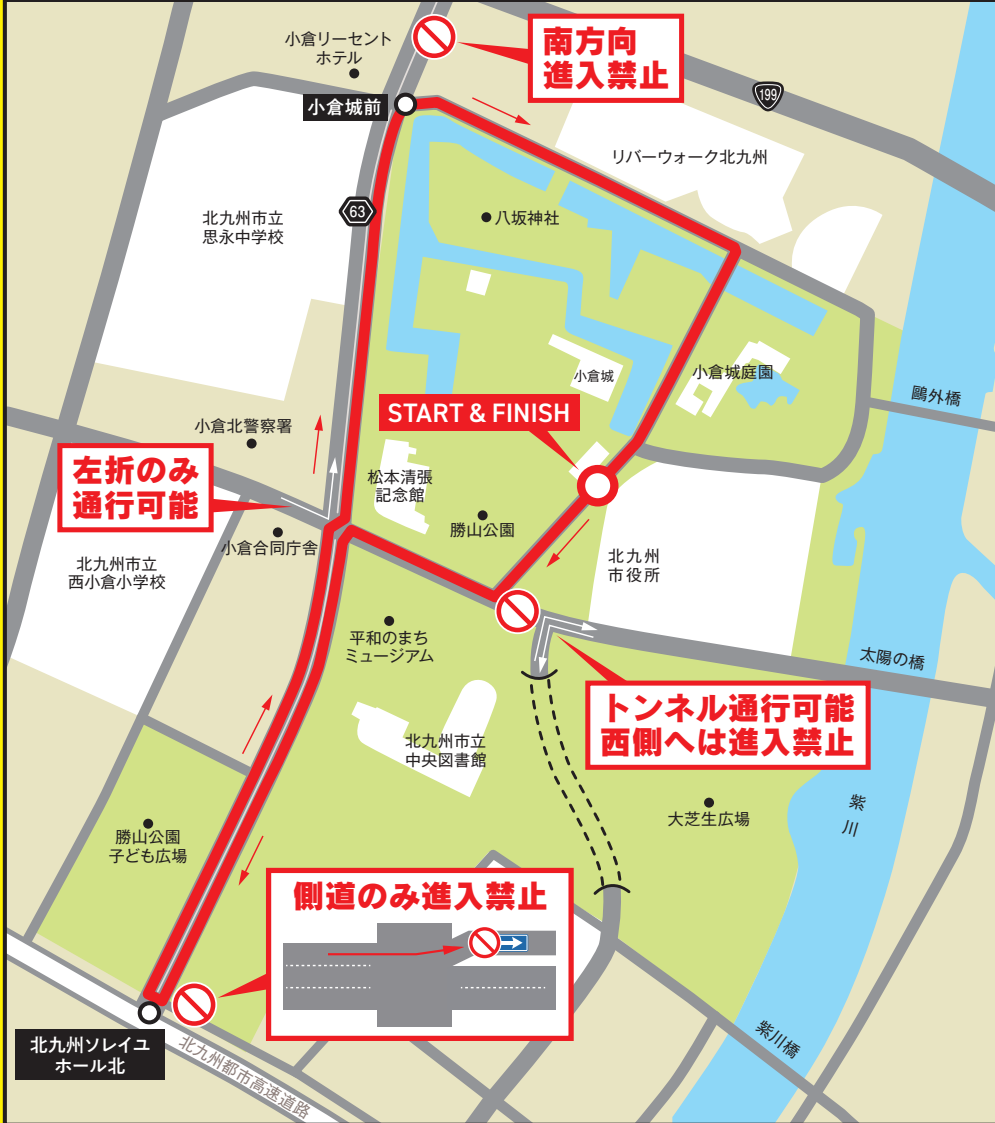 小倉リーセント
ホテル
南方向
進入禁止
小倉城前
199
リバーウォーク北九州
63
北九州市立
思永中学校
八坂神社
小倉城
小倉城庭園
鷗外橋
START & FINISH
小倉北警察署
左折のみ
通行可能
松本清張
記念館
勝山公園
小倉合同庁舎
北九州
市役所
北九州市立
西小倉小学校
平和のまち
ミュージアム
太陽の橋
トンネル通行可能
西側へは進入禁止
北九州市立
中央図書館
紫川
大芝生広場
勝山公園
子ども広場
側道のみ進入禁止
北九州ソレイユ
ホール北
北九州都市高速道路
紫川橋